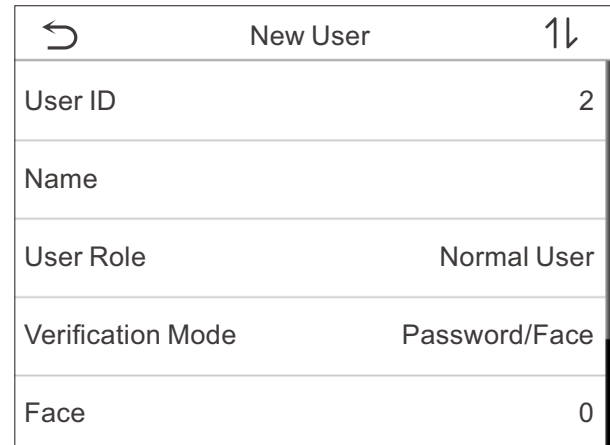 New User
User ID 2
Name
User Role Normal User
Verification Mode Password/Face
Face 0